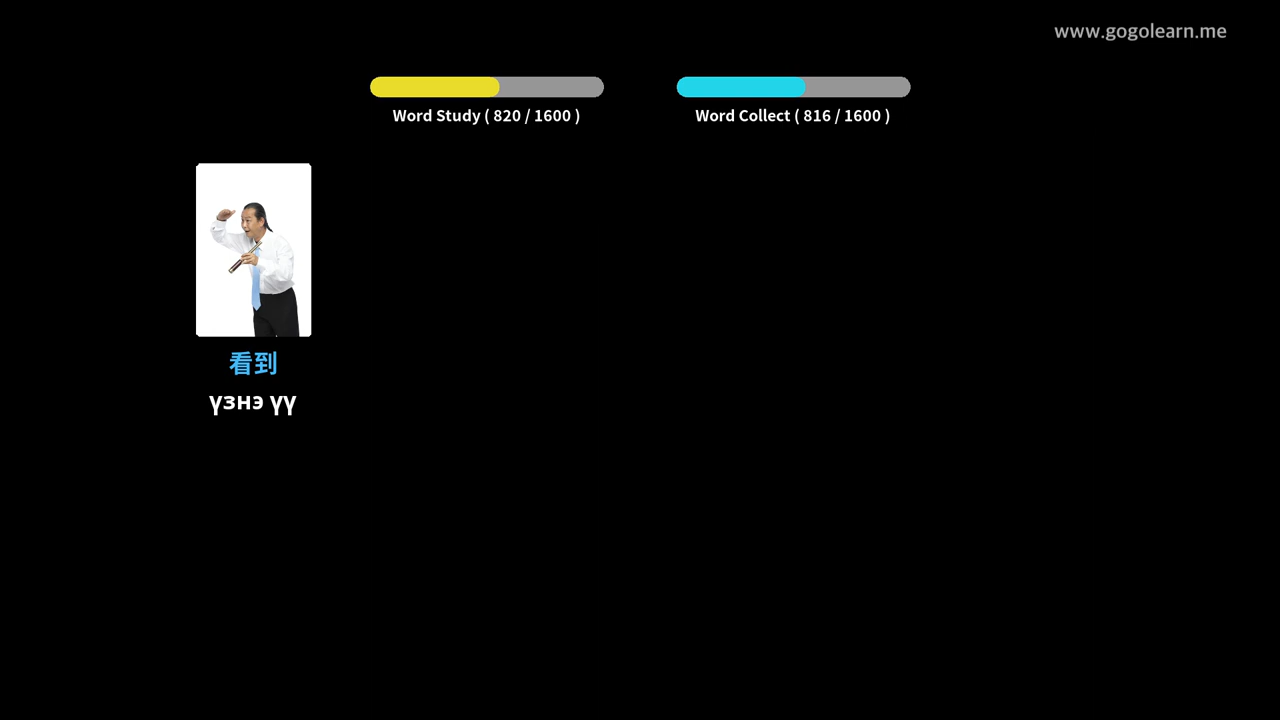 www.gogolearn.me
Word Study ( 820 / 1600 )
Word Collect ( 816 / 1600 )
看到
үзнэ үү